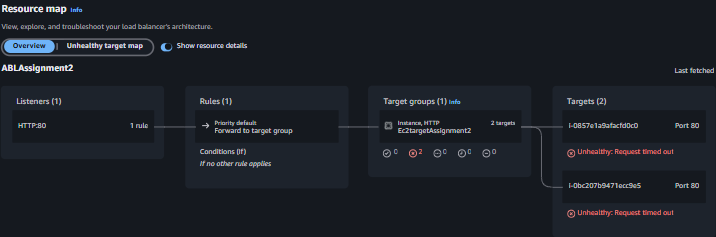 Resource map Info
View, explore, and troubleshoot your load balancer's architecture.
Overview Unhealthy target map Show resource details
ABLAssignment2
Last fetched
Listeners (1)
HTTP:80 1 rule
Rules (1)
Priority default
Forward to target group
Conditions (If)
If no other rule applies
Target groups (1) Info
Instance, HTTP 2 targets
Ec2targetAssignment2
0 2 0 0 0
Targets (2)
i-0857e1a9afacfd0c0 Port 80
Unhealthy: Request timed out
i-0bc207b9471ecc9e5 Port 80
Unhealthy: Request timed out